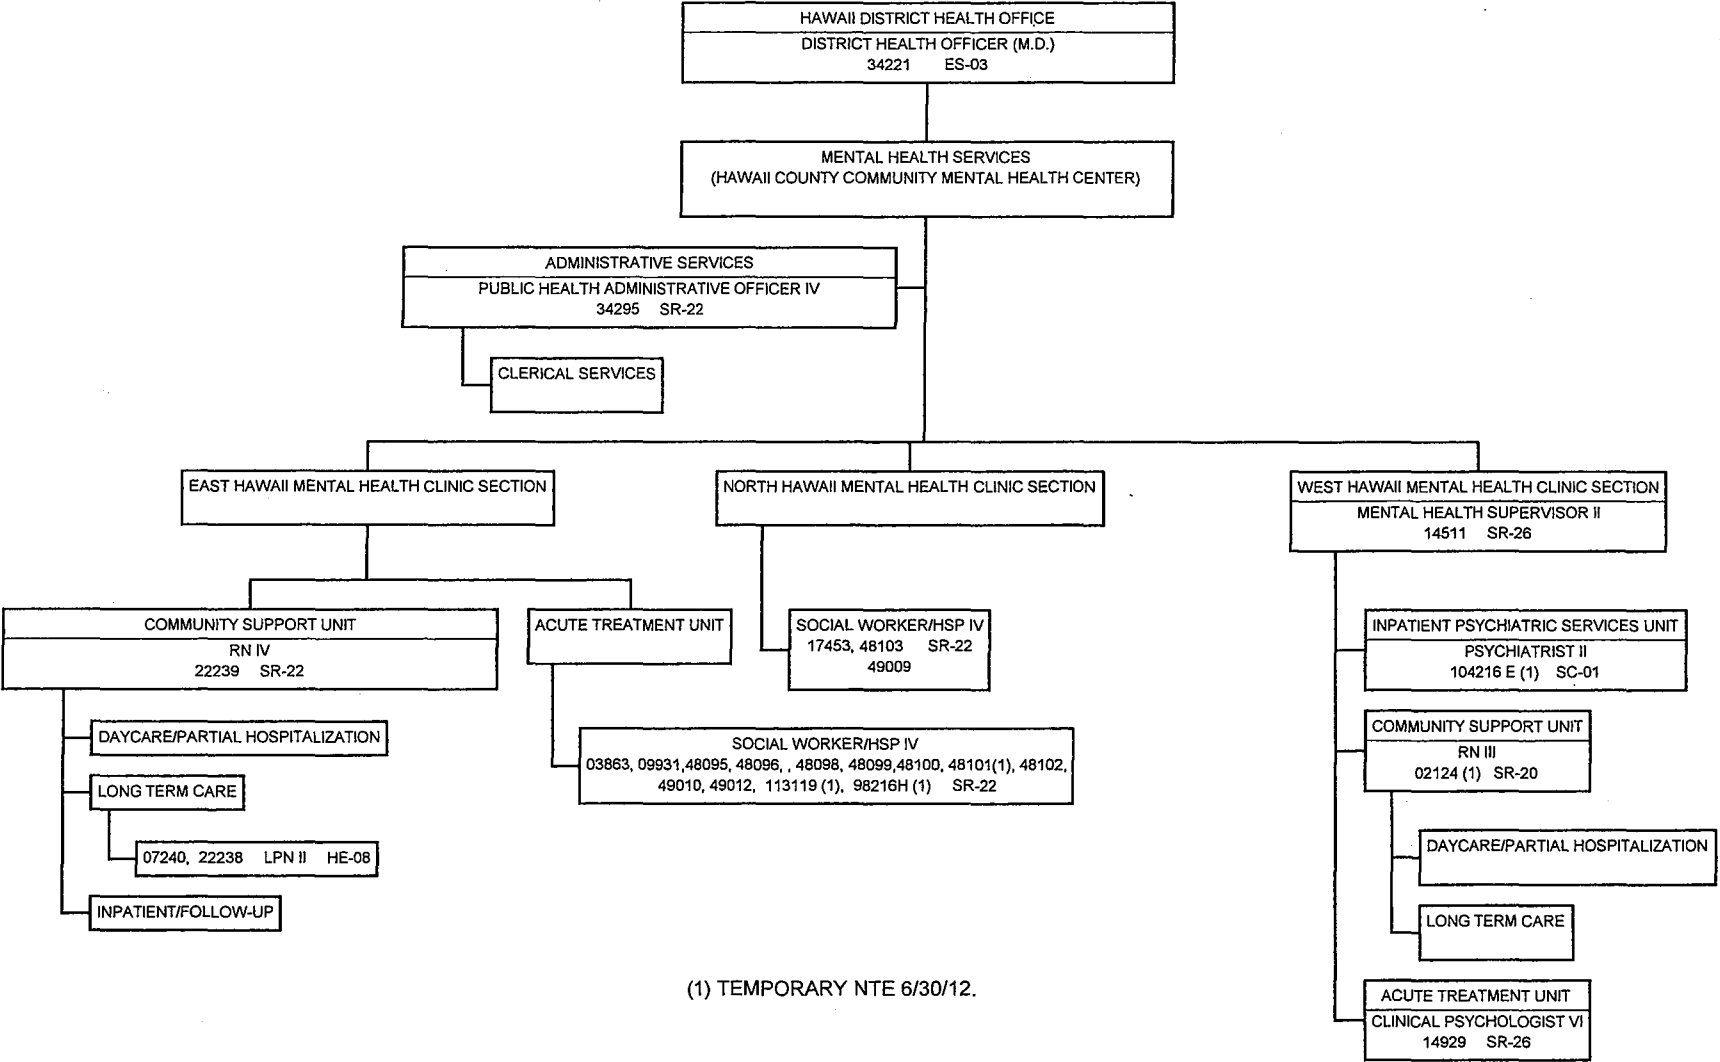 HAWAII DISTRICT HEALTH OFFICE
DISTRICT HEALTH OFFICER (M.D.)
34221 ES-03
MENTAL HEALTH SERVICES
(HAWAII COUNTY COMMUNITY MENTAL HEALTH CENTER)
ADMINISTRATIVE SERVICES
PUBLIC HEALTH ADMINISTRATIVE OFFICER IV
34295 SR-22
CLERICAL SERVICES
EAST HAWAII MENTAL HEALTH CLINIC SECTION
NORTH HAWAII MENTAL HEALTH CLINIC SECTION
WEST HAWAII MENTAL HEALTH CLINIC SECTION
MENTAL HEALTH SUPERVISOR II
14511 SR-26
COMMUNITY SUPPORT UNIT
RN IV
22239 SR-22
DAYCARE/PARTIAL HOSPITALIZATION
LONG TERM CARE
07240, 22238 LPN II HE-08
INPATIENT/FOLLOW-UP
ACUTE TREATMENT UNIT
SOCIAL WORKER/HSP IV
03863, 09931,48095, 48096, , 48098, 48099,48100, 48101(1), 48102,
49010, 49012, 113119 (1), 98216H (1) SR-22
SOCIAL WORKER/HSP IV
17453, 48103 SR-22
49009
INPATIENT PSYCHIATRIC SERVICES UNIT
PSYCHIATRIST II
104216 E (1) SC-01
COMMUNITY SUPPORT UNIT
RN III
02124 (1) SR-20
DAYCARE/PARTIAL HOSPITALIZATION
LONG TERM CARE
ACUTE TREATMENT UNIT
CLINICAL PSYCHOLOGIST VI
14929 SR-26
(1) TEMPORARY NTE 6/30/12.